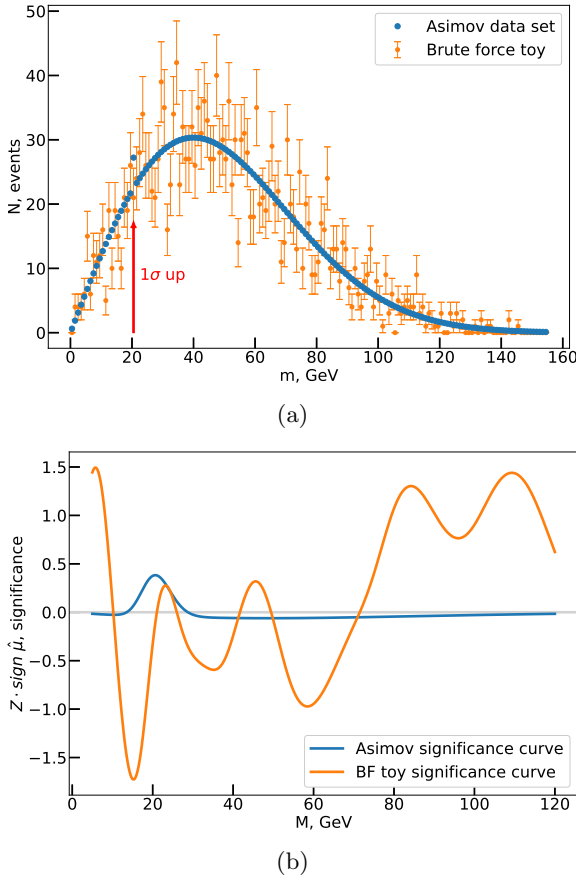 50
40
30
20
10
0
N, events
Asimov data set
Brute force toy
1σ up
0 20 40 60 80 100 120 140 160
m, GeV
(a)
1.5
1.0
0.5
0.0
−0.5
−1.0
−1.5
Z · sign μ̂, significance
Asimov significance curve
BF toy significance curve
0 20 40 60 80 100 120
M, GeV
(b)